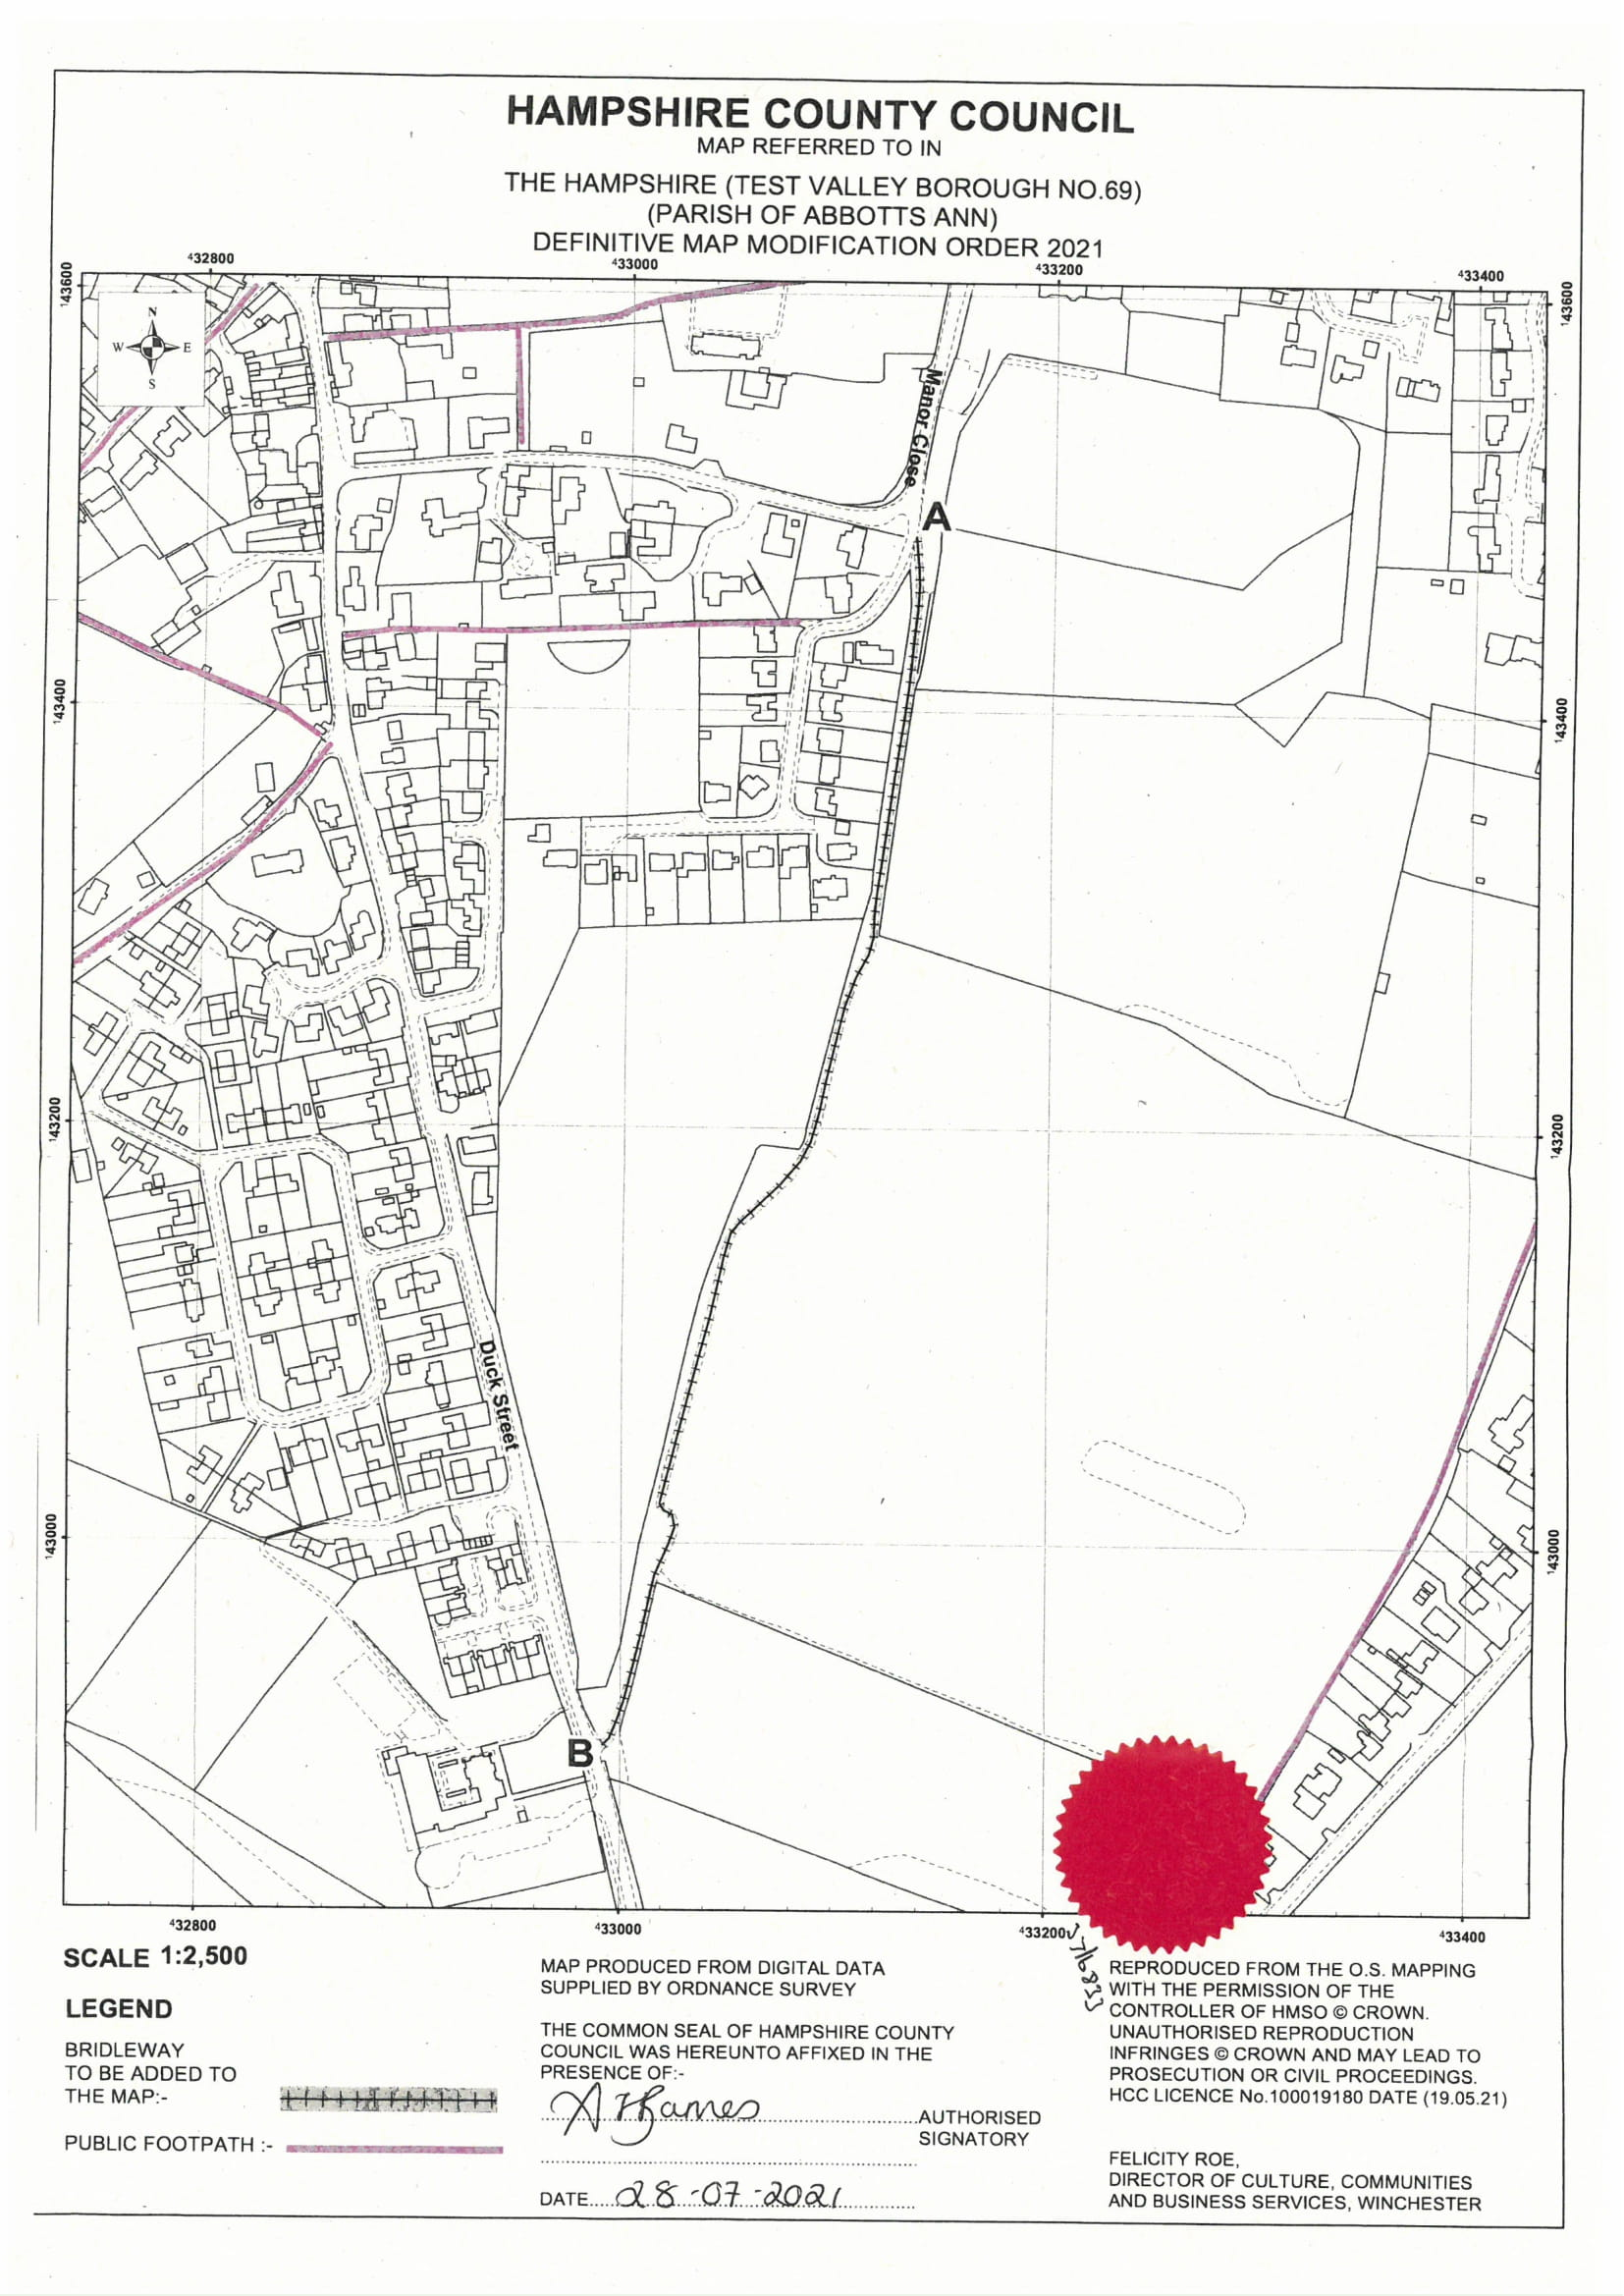 HAMPSHIRE COUNTY COUNCIL
MAP REFERRED TO IN
THE HAMPSHIRE (TEST VALLEY BOROUGH NO.69)
(PARISH OF ABBOTTS ANN)
DEFINITIVE MAP MODIFICATION ORDER 2021
432800
433000
433200
433400
143600
143600
N
W
E
S
Manor Close
A
143400
143400
143200
143200
Duck Street
143000
143000
B
432800
433000
433200
433400
SCALE 1:2,500
LEGEND
BRIDLEWAY
TO BE ADDED TO
THE MAP:-
PUBLIC FOOTPATH :-
MAP PRODUCED FROM DIGITAL DATA
SUPPLIED BY ORDNANCE SURVEY
THE COMMON SEAL OF HAMPSHIRE COUNTY
COUNCIL WAS HEREUNTO AFFIXED IN THE
PRESENCE OF:-
AUTHORISED
SIGNATORY
DATE 28-07-2021
REPRODUCED FROM THE O.S. MAPPING
WITH THE PERMISSION OF THE
CONTROLLER OF HMSO © CROWN.
UNAUTHORISED REPRODUCTION
INFRINGES © CROWN AND MAY LEAD TO
PROSECUTION OR CIVIL PROCEEDINGS.
HCC LICENCE No.100019180 DATE (19.05.21)
FELICITY ROE,
DIRECTOR OF CULTURE, COMMUNITIES
AND BUSINESS SERVICES, WINCHESTER